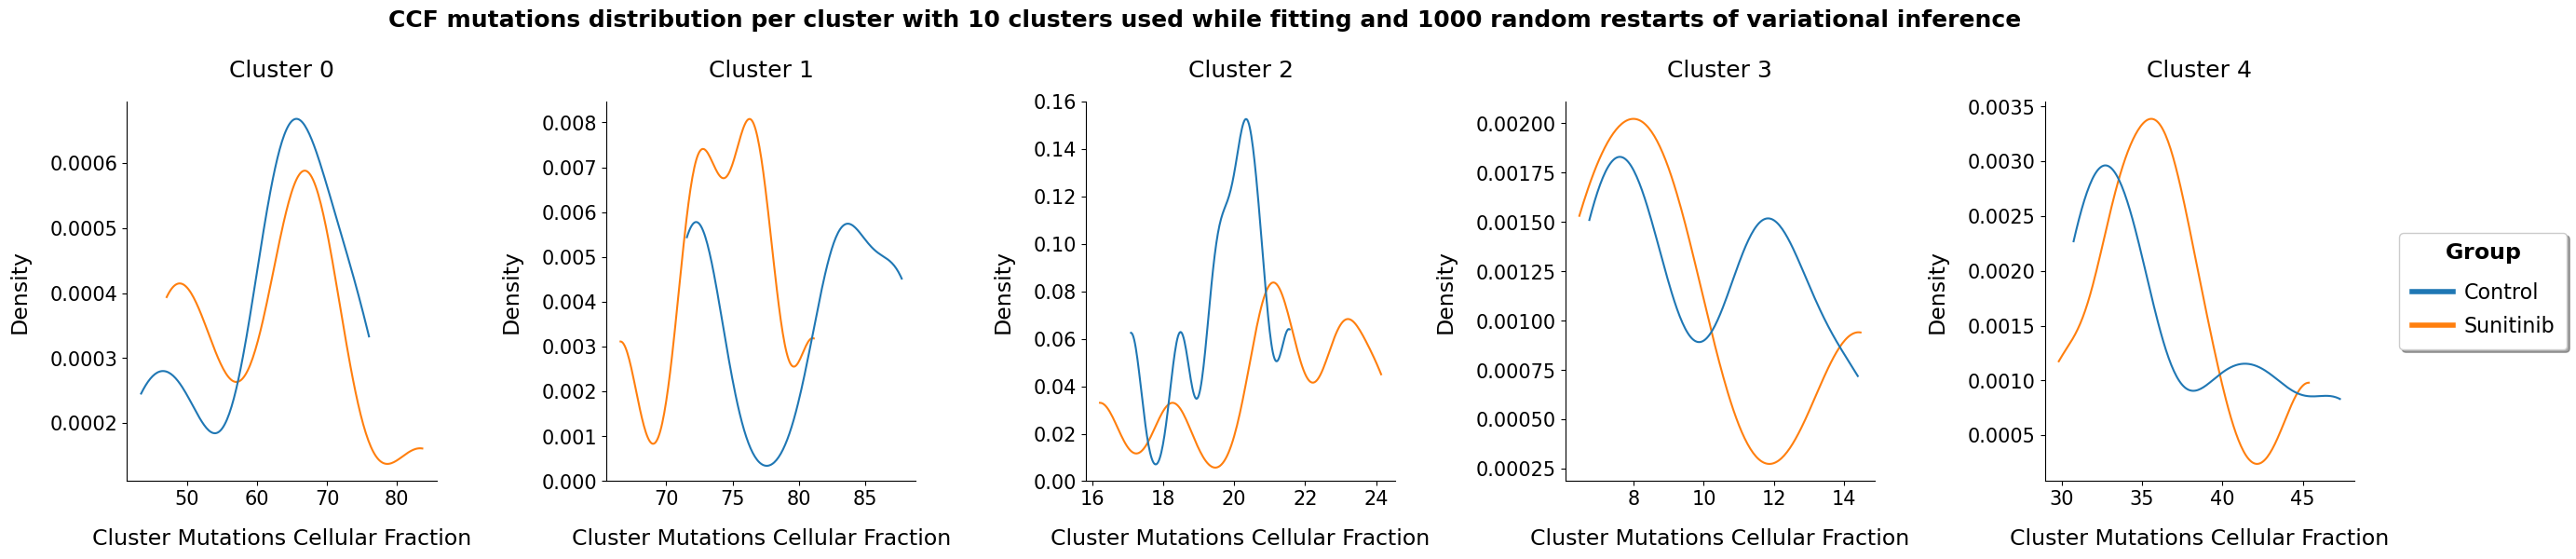 CCF mutations distribution per cluster with 10 clusters used while fitting and 1000 random restarts of variational inference
Cluster 0
Density
0.0006
0.0005
0.0004
0.0003
0.0002
50 60 70 80
Cluster Mutations Cellular Fraction
Cluster 1
Density
0.008
0.007
0.006
0.005
0.004
0.003
0.002
0.001
0.000
70 75 80 85
Cluster Mutations Cellular Fraction
Cluster 2
Density
0.16
0.14
0.12
0.10
0.08
0.06
0.04
0.02
0.00
16 18 20 22 24
Cluster Mutations Cellular Fraction
Cluster 3
Density
0.00200
0.00175
0.00150
0.00125
0.00100
0.00075
0.00050
0.00025
8 10 12 14
Cluster Mutations Cellular Fraction
Cluster 4
Density
0.0035
0.0030
0.0025
0.0020
0.0015
0.0010
0.0005
30 35 40 45
Cluster Mutations Cellular Fraction
Group
Control
Sunitinib